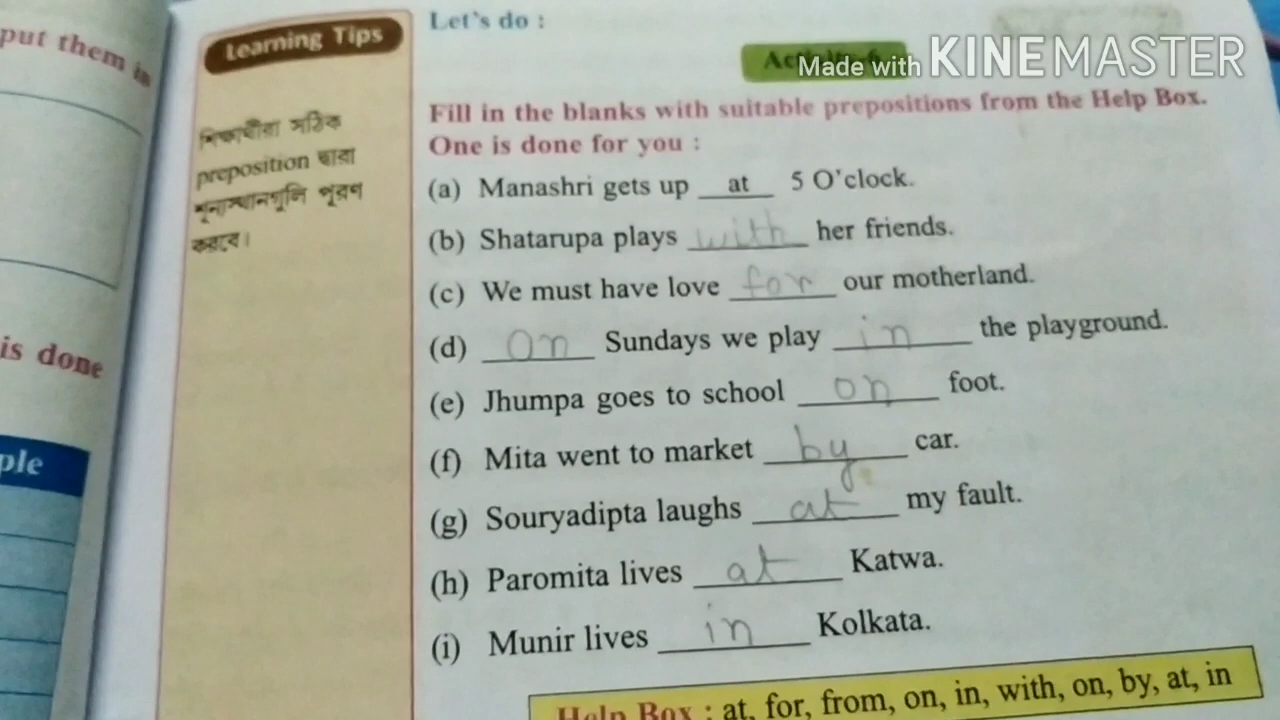 put them in
is done
ple
Learning Tips
শিক্ষার্থীরা সঠিক
preposition দ্বারা
শূন্যস্থানগুলি পূরণ
করবে।
Let's do :
Made with KINEMASTER
Fill in the blanks with suitable prepositions from the Help Box.
One is done for you :
(a) Manashri gets up at 5 O'clock.
(b) Shatarupa plays with her friends.
(c) We must have love for our motherland.
(d) On Sundays we play in the playground.
(e) Jhumpa goes to school on foot.
(f) Mita went to market by car.
(g) Souryadipta laughs at my fault.
(h) Paromita lives at Katwa.
(i) Munir lives in Kolkata.
Help Box : at, for, from, on, in, with, on, by, at, in